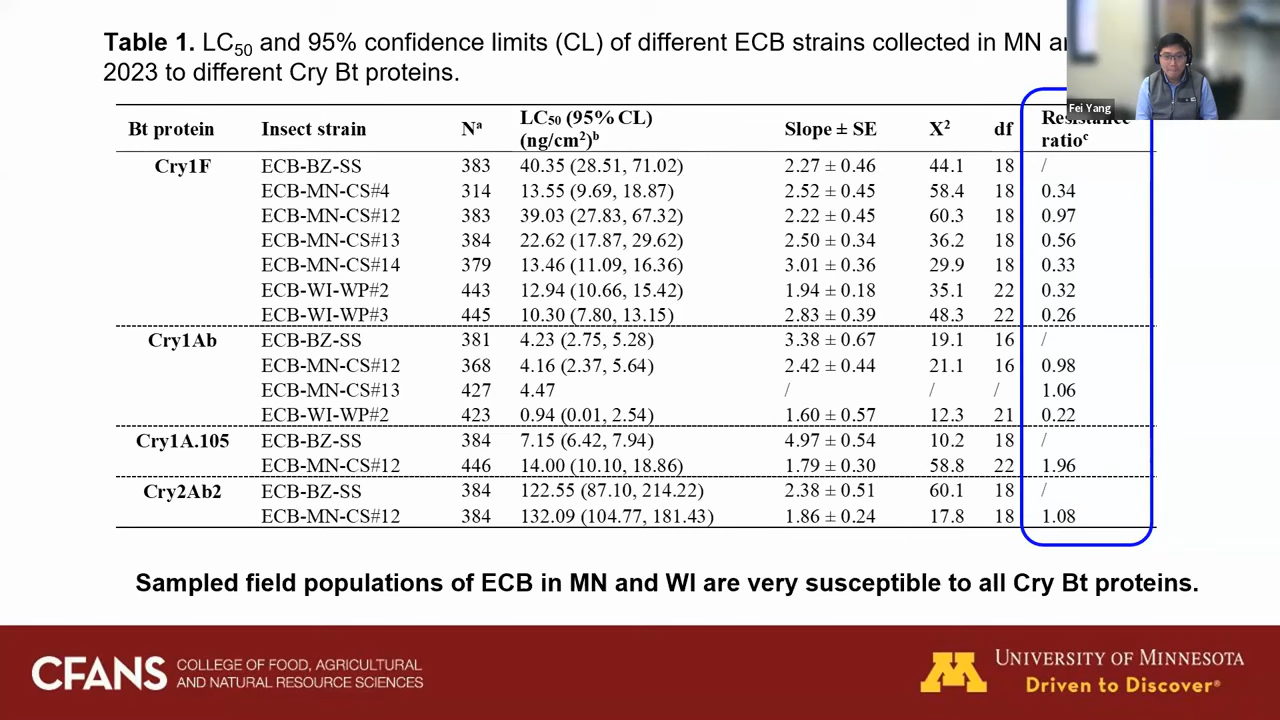 Table 1. LC50 and 95% confidence limits (CL) of different ECB strains collected in MN
2023 to different Cry Bt proteins.
Fei Yang
Bt protein Insect strain Nᵃ LC50 (95% CL) (ng/cm²)ᵇ Slope ± SE X² df Resistance ratioᶜ
Cry1F ECB-BZ-SS 383 40.35 (28.51, 71.02) 2.27 ± 0.46 44.1 18 /
ECB-MN-CS#4 314 13.55 (9.69, 18.87) 2.52 ± 0.45 58.4 18 0.34
ECB-MN-CS#12 383 39.03 (27.83, 67.32) 2.22 ± 0.45 60.3 18 0.97
ECB-MN-CS#13 384 22.62 (17.87, 29.62) 2.50 ± 0.34 36.2 18 0.56
ECB-MN-CS#14 379 13.46 (11.09, 16.36) 3.01 ± 0.36 29.9 18 0.33
ECB-WI-WP#2 443 12.94 (10.66, 15.42) 1.94 ± 0.18 35.1 22 0.32
ECB-WI-WP#3 445 10.30 (7.80, 13.15) 2.83 ± 0.39 48.3 22 0.26
Cry1Ab ECB-BZ-SS 381 4.23 (2.75, 5.28) 3.38 ± 0.67 19.1 16 /
ECB-MN-CS#12 368 4.16 (2.37, 5.64) 2.42 ± 0.44 21.1 16 0.98
ECB-MN-CS#13 427 4.47 / / / 1.06
ECB-WI-WP#2 423 0.94 (0.01, 2.54) 1.60 ± 0.57 12.3 21 0.22
Cry1A.105 ECB-BZ-SS 384 7.15 (6.42, 7.94) 4.97 ± 0.54 10.2 18 /
ECB-MN-CS#12 446 14.00 (10.10, 18.86) 1.79 ± 0.30 58.8 22 1.96
Cry2Ab2 ECB-BZ-SS 384 122.55 (87.10, 214.22) 2.38 ± 0.51 60.1 18 /
ECB-MN-CS#12 384 132.09 (104.77, 181.43) 1.86 ± 0.24 17.8 18 1.08
Sampled field populations of ECB in MN and WI are very susceptible to all Cry Bt proteins.
CFANS
COLLEGE OF FOOD, AGRICULTURAL
AND NATURAL RESOURCE SCIENCES
M
UNIVERSITY OF MINNESOTA
Driven to Discover®